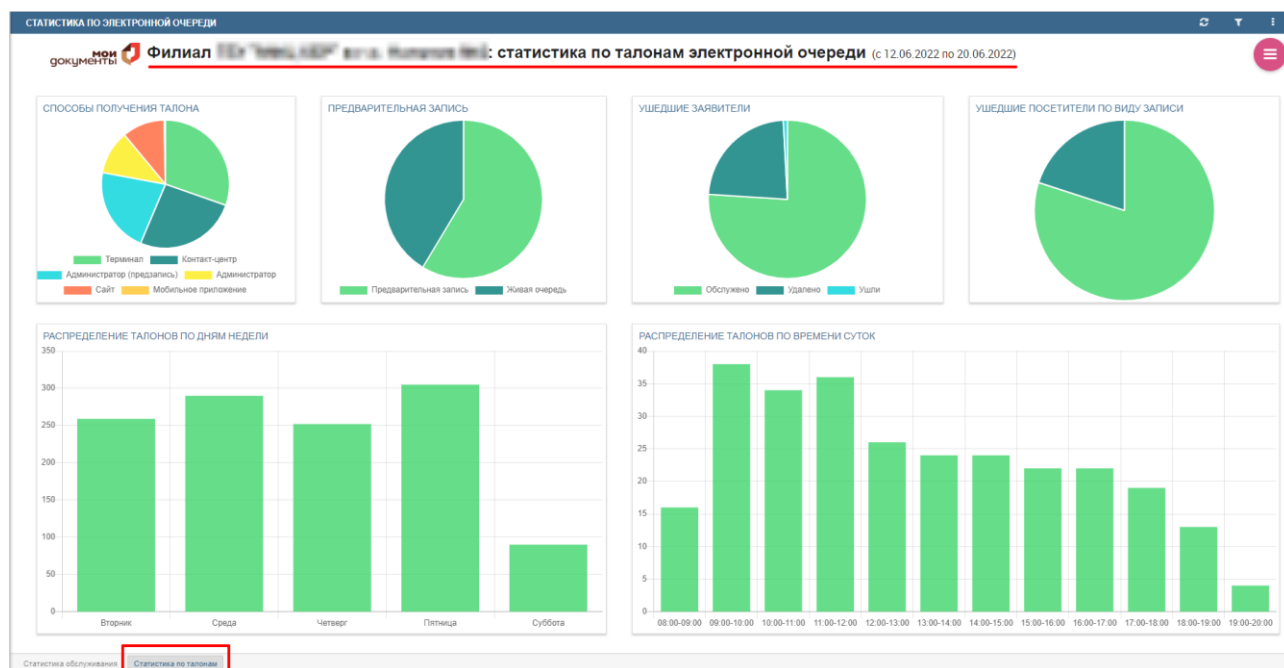 СТАТИСТИКА ПО ЭЛЕКТРОННОЙ ОЧЕРЕДИ
мои документы
Филиал : статистика по талонам электронной очереди (с 12.06.2022 по 20.06.2022)
СПОСОБЫ ПОЛУЧЕНИЯ ТАЛОНА
Терминал Контакт-центр
Администратор (предзапись) Администратор
Сайт Мобильное приложение
ПРЕДВАРИТЕЛЬНАЯ ЗАПИСЬ
Предварительная запись Живая очередь
УШЕДШИЕ ЗАЯВИТЕЛИ
Обслужено Удалено Ушли
УШЕДШИЕ ПОСЕТИТЕЛИ ПО ВИДУ ЗАПИСИ
РАСПРЕДЕЛЕНИЕ ТАЛОНОВ ПО ДНЯМ НЕДЕЛИ
350
300
250
200
150
100
50
0
Вторник Среда Четверг Пятница Суббота
РАСПРЕДЕЛЕНИЕ ТАЛОНОВ ПО ВРЕМЕНИ СУТОК
40
35
30
25
20
15
10
5
0
08:00-09:00 09:00-10:00 10:00-11:00 11:00-12:00 12:00-13:00 13:00-14:00 14:00-15:00 15:00-16:00 16:00-17:00 17:00-18:00 18:00-19:00 19:00-20:00
Статистика обслуживания Статистика по талонам